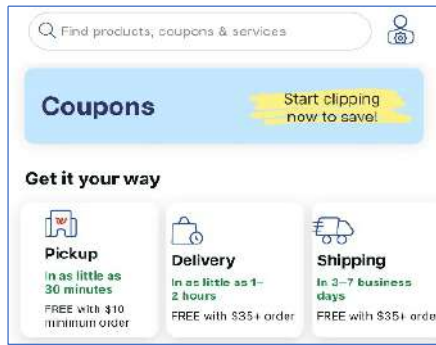 Find products, coupons & services
Coupons
Start clipping
now to save!
Get it your way
Pickup
In as little as
30 minutes
FREE with $10
minimum order
Delivery
In as little as 1–
2 hours
FREE with $35+ order
Shipping
In 3–7 business
days
FREE with $35+ orde